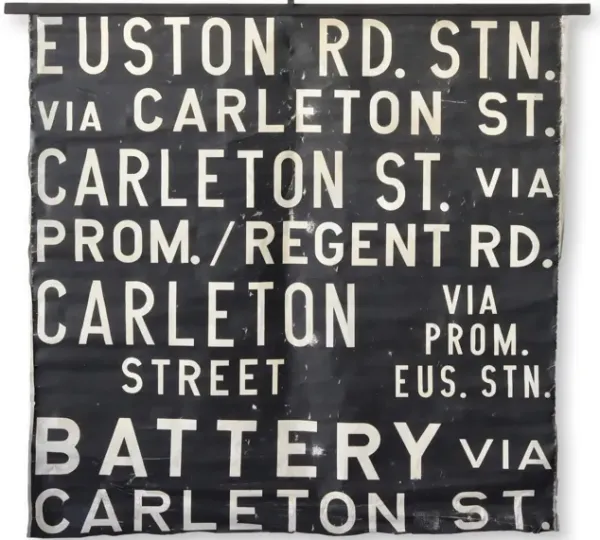 EUSTON RD. STN.
VIA CARLETON ST.
CARLETON ST. VIA
PROM./REGENT RD.
CARLETON VIA
PROM.
STREET EUS. STN.
BATTERY VIA
CARLETON ST.